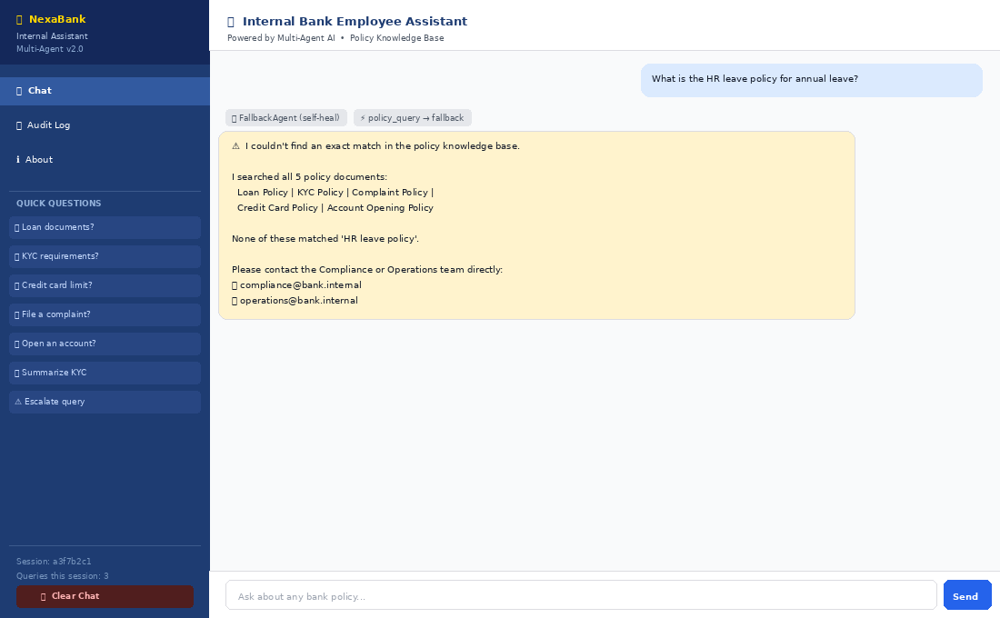 NexaBank
Internal Assistant
Multi-Agent v2.0
Chat
Audit Log
ℹ About
QUICK QUESTIONS
Loan documents?
KYC requirements?
Credit card limit?
File a complaint?
Open an account?
Summarize KYC
⚠ Escalate query
Session: a3f7b2c1
Queries this session: 3
Clear Chat
Internal Bank Employee Assistant
Powered by Multi-Agent AI • Policy Knowledge Base
What is the HR leave policy for annual leave?
FallbackAgent (self-heal)
⚡ policy_query → fallback
⚠ I couldn't find an exact match in the policy knowledge base.
I searched all 5 policy documents:
Loan Policy | KYC Policy | Complaint Policy |
Credit Card Policy | Account Opening Policy
None of these matched 'HR leave policy'.
Please contact the Compliance or Operations team directly:
compliance@bank.internal
operations@bank.internal
Ask about any bank policy...
Send